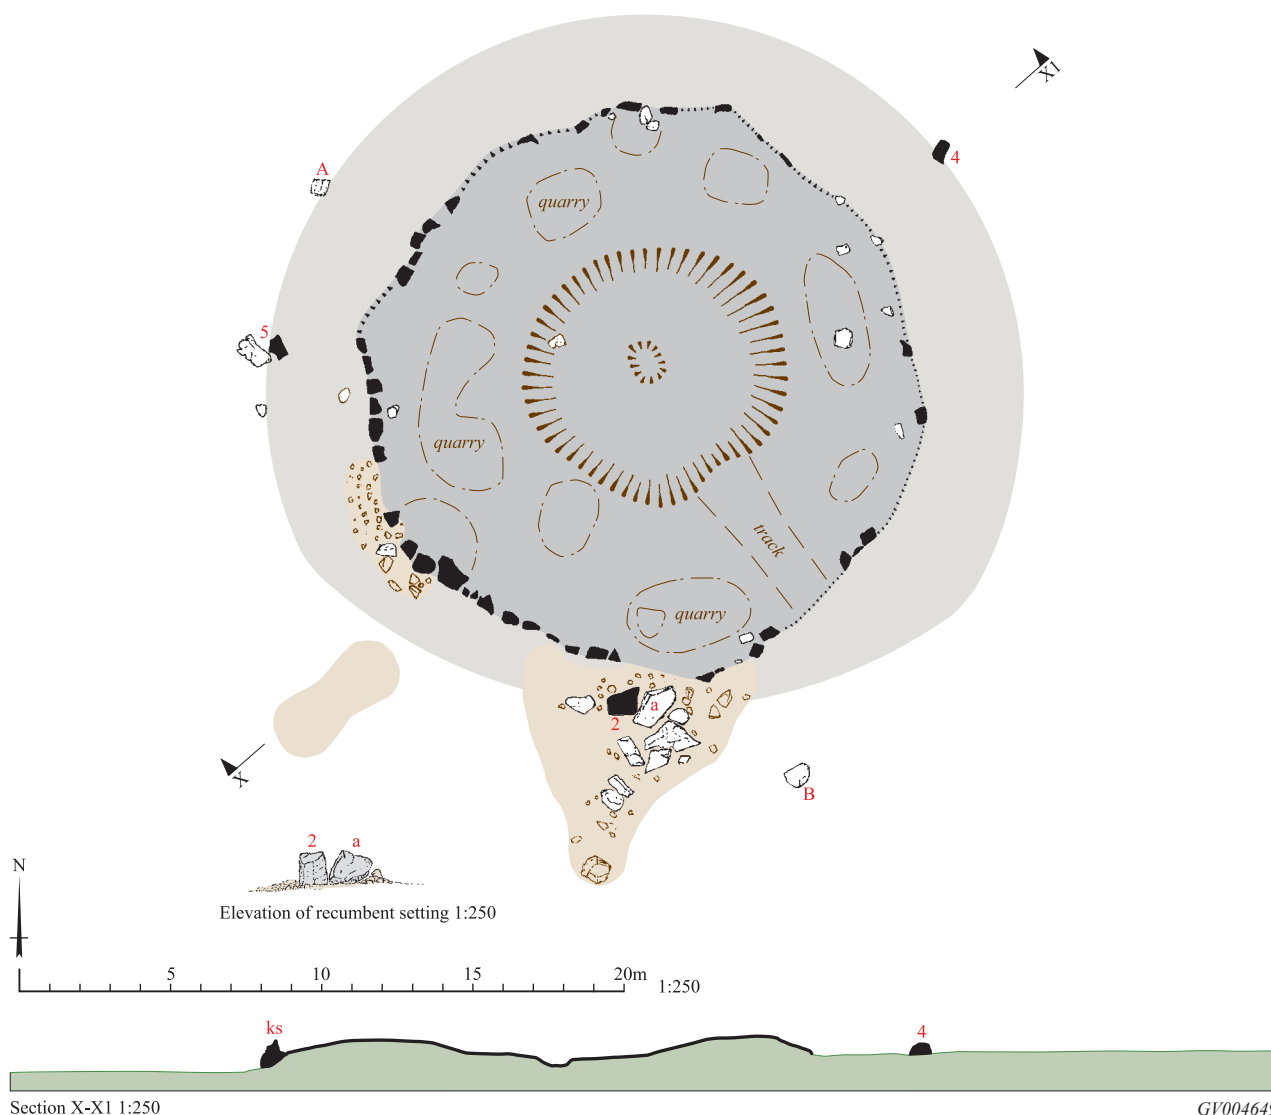 X1
4
A
quarry
5
quarry
track
quarry
a
2
X
B
2
a
N
Elevation of recumbent setting 1:250
5
10
15
20m
1:250
ks
4
Section X-X1 1:250
GV004649